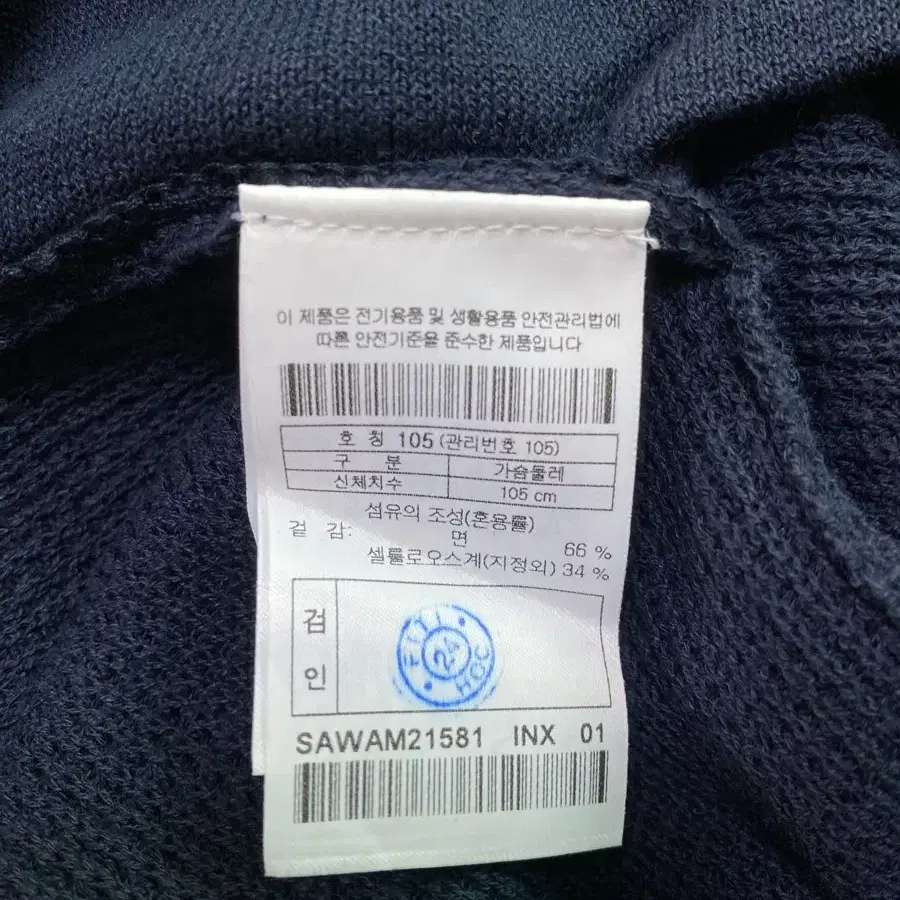 이 제품은 전기용품 및 생활용품 안전관리법에
따른 안전기준을 준수한 제품입니다
호 칭 105 (관리번호 105)
구 분 가슴둘레
신체치수 105 cm
섬유의 조성(혼용률)
겉 감: 면 66 %
셀룰로오스계(지정외) 34 %
검인
FITI 24 HOC
SAWAM21581 INX 01